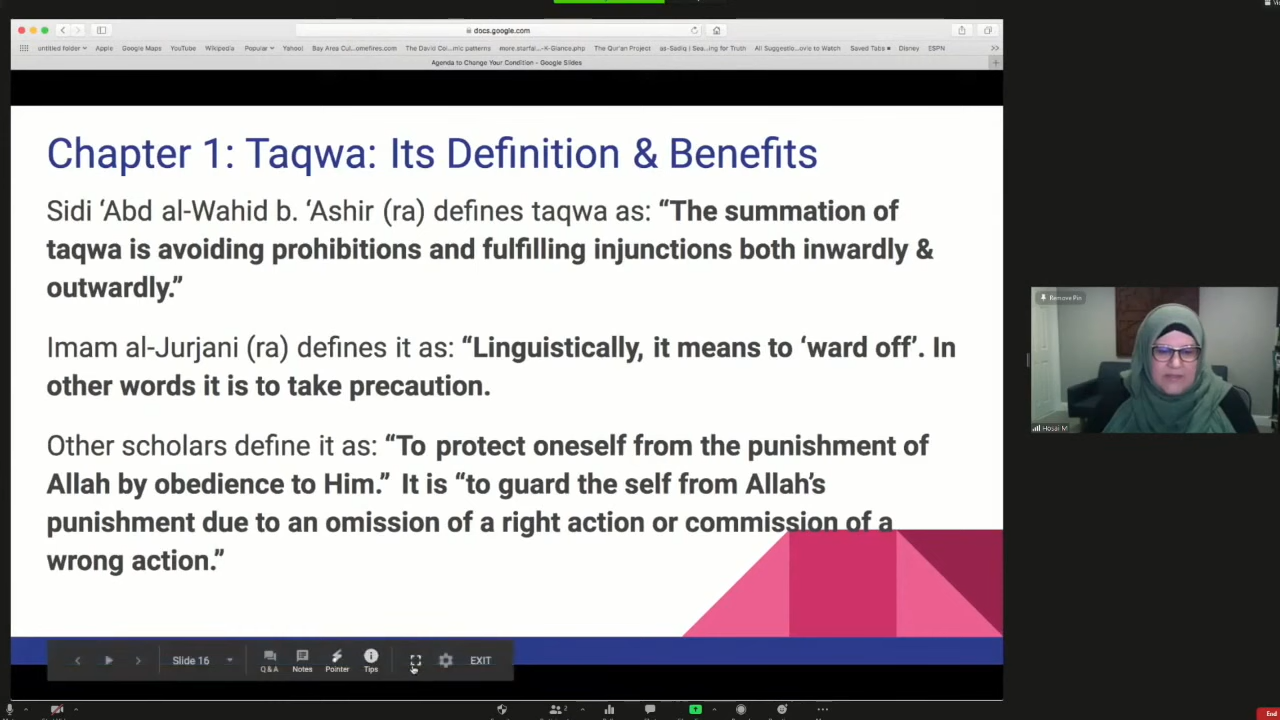 docs.google.com
untitled folder
Apple
Google Maps
YouTube
Wikipedia
Popular
Yahoo!
Bay Area Cul...omefires.com
The David Col...mic patterns
more.starfal...-K-Glance.php
The Qur'an Project
as-Sadiq i Sea...ng for Truth
All Suggestio...ovie to Watch
Saved Tabs
Disney
ESPN
Agenda to Change Your Condition - Google Slides
Chapter 1: Taqwa: Its Definition & Benefits
Sidi ‘Abd al-Wahid b. ‘Ashir (ra) defines taqwa as: “The summation of
taqwa is avoiding prohibitions and fulfilling injunctions both inwardly &
outwardly.”
Imam al-Jurjani (ra) defines it as: “Linguistically, it means to ‘ward off’. In
other words it is to take precaution.
Other scholars define it as: “To protect oneself from the punishment of
Allah by obedience to Him.” It is “to guard the self from Allah’s
punishment due to an omission of a right action or commission of a
wrong action.”
Remove Pin
Hosai M
Slide 16
Q&A
Notes
Pointer
Tips
EXIT
2
End